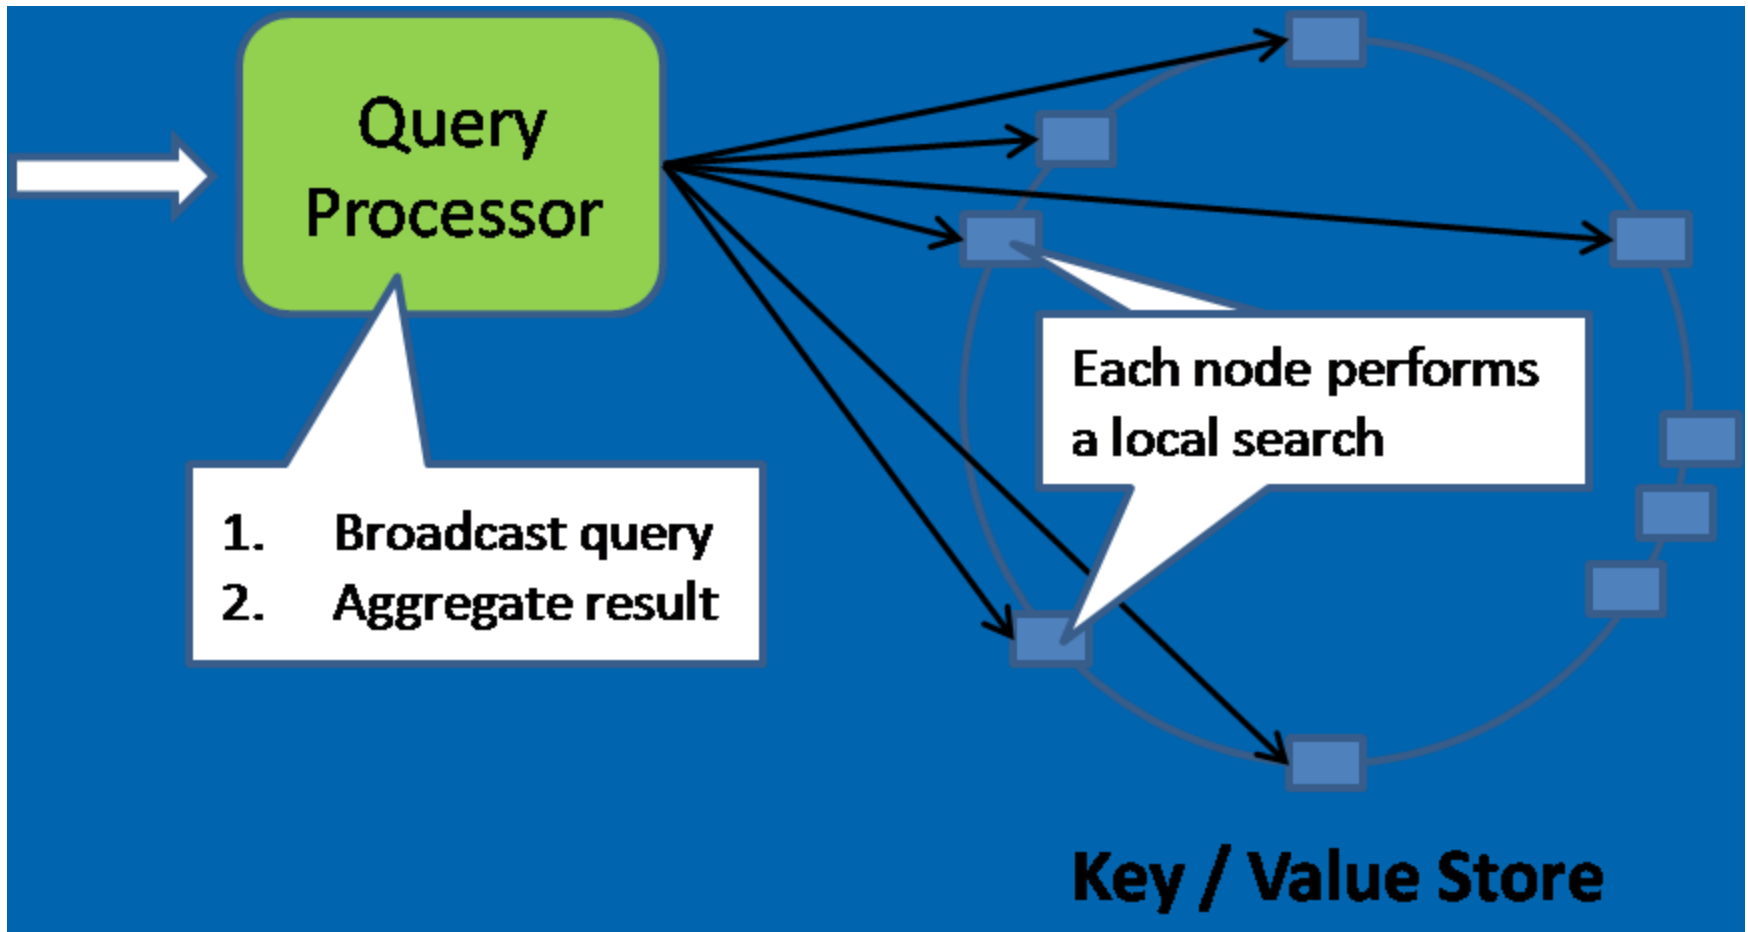 Query
Processor
Each node performs
a local search
1. Broadcast query
2. Aggregate result
Key / Value Store